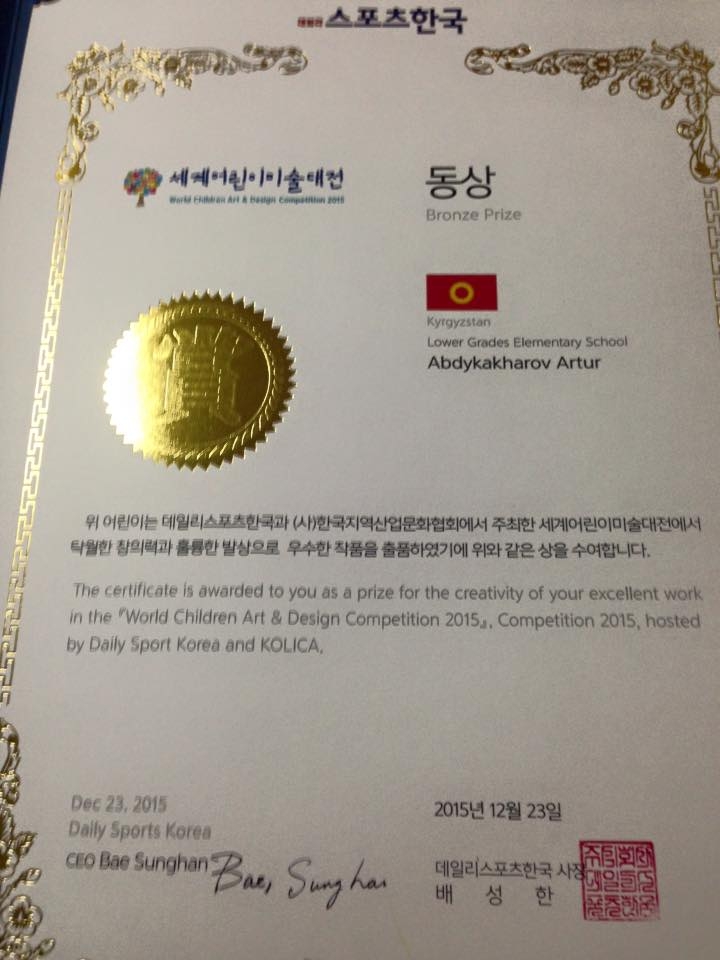 데일리 스포츠한국
세계어린이미술대전
World Children Art & Design Competition 2015
동상
Bronze Prize
Kyrgyzstan
Lower Grades Elementary School
Abdykakharov Artur
위 어린이는 데일리스포츠한국과 (사)한국지역산업문화협회에서 주최한 세계어린이미술대전에서
탁월한 창의력과 훌륭한 발상으로 우수한 작품을 출품하였기에 위와 같은 상을 수여합니다.
The certificate is awarded to you as a prize for the creativity of your excellent work
in the 『World Children Art & Design Competition 2015』, Competition 2015, hosted
by Daily Sport Korea and KOLICA,
Dec 23, 2015
Daily Sports Korea
CEO Bae Sunghan
Bae, Sunghan
2015년 12월 23일
데일리스포츠한국 사장
배 성 한